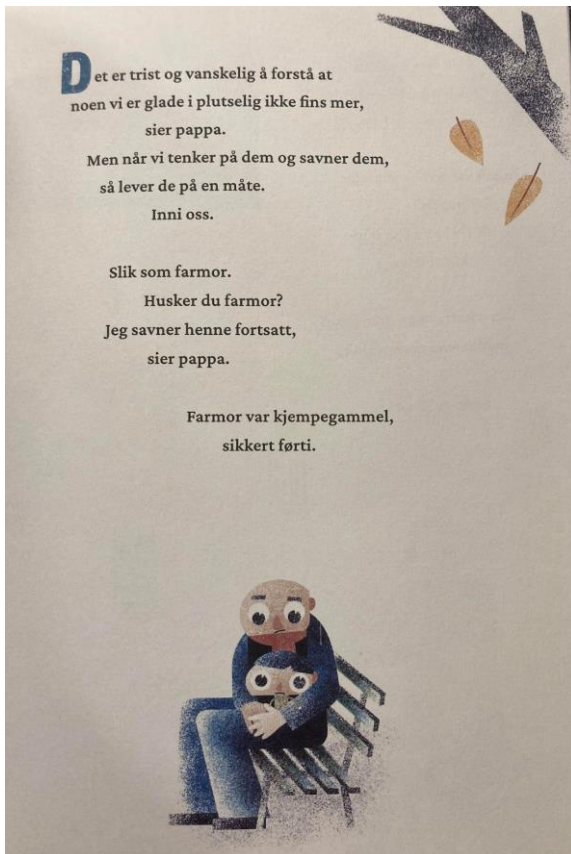 Det er trist og vanskelig å forstå at
noen vi er glade i plutselig ikke fins mer,
sier pappa.
Men når vi tenker på dem og savner dem,
så lever de på en måte.
Inni oss.
Slik som farmor.
Husker du farmor?
Jeg savner henne fortsatt,
sier pappa.
Farmor var kjempegammel,
sikkert førti.